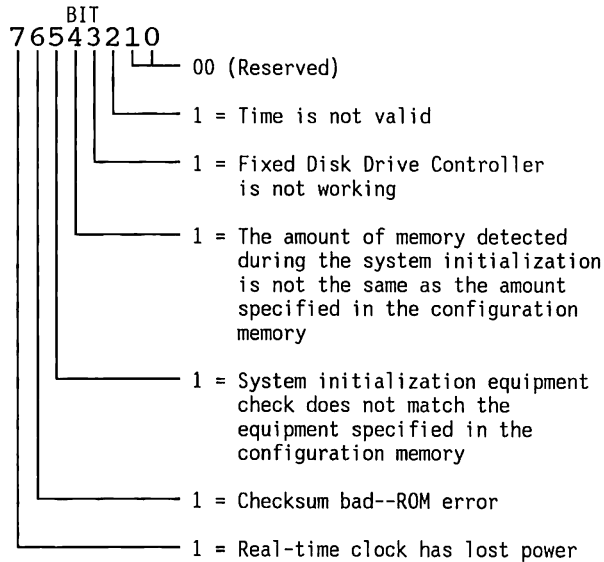 BIT
76543210
00 (Reserved)
1 = Time is not valid
1 = Fixed Disk Drive Controller
is not working
1 = The amount of memory detected
during the system initialization
is not the same as the amount
specified in the configuration
memory
1 = System initialization equipment
check does not match the
equipment specified in the
configuration memory
1 = Checksum bad--ROM error
1 = Real-time clock has lost power